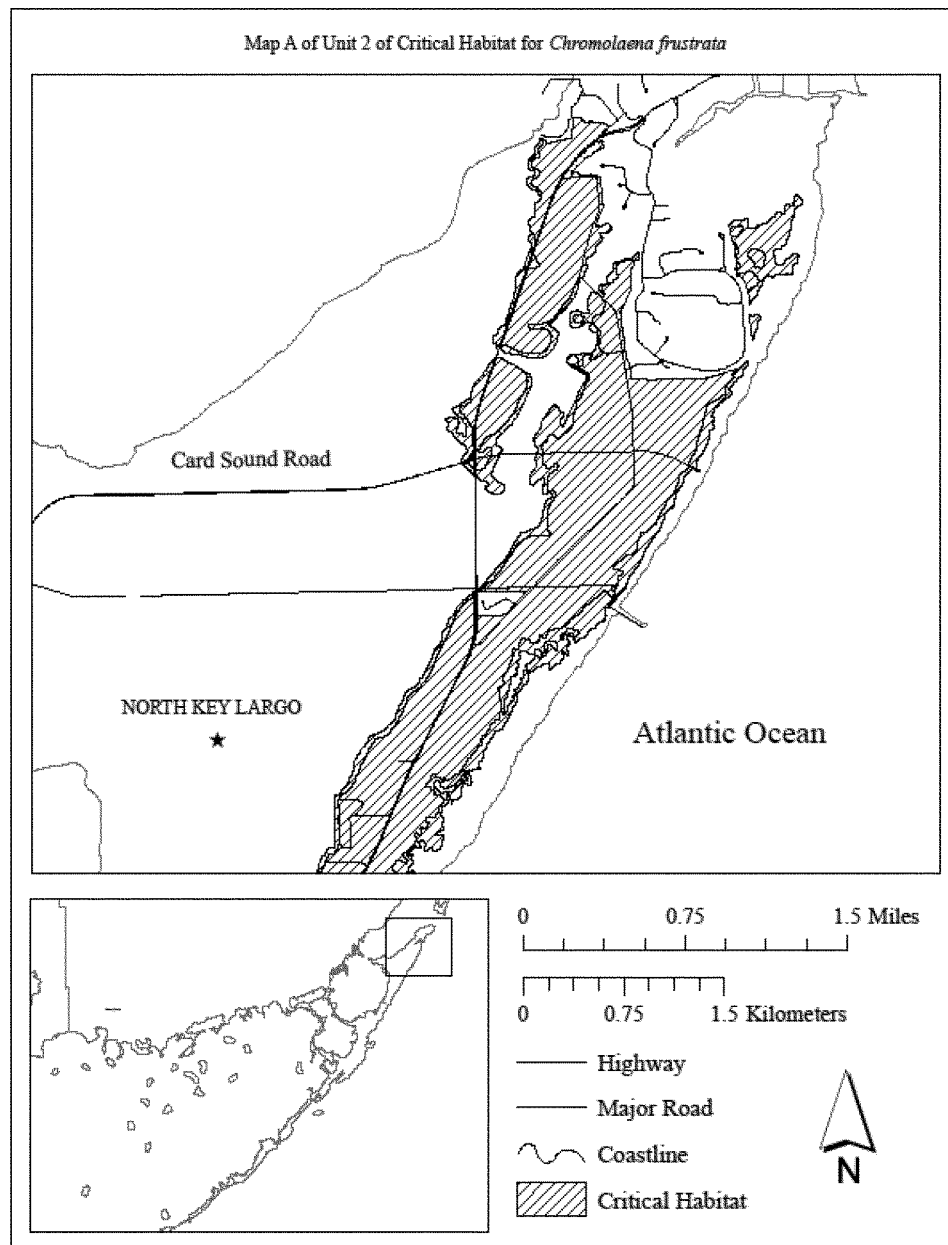 Map A of Unit 2 of Critical Habitat for Chromolaena frustrata
Card Sound Road
NORTH KEY LARGO
Atlantic Ocean
0 0.75 1.5 Miles
0 0.75 1.5 Kilometers
Highway
Major Road
Coastline
Critical Habitat
N